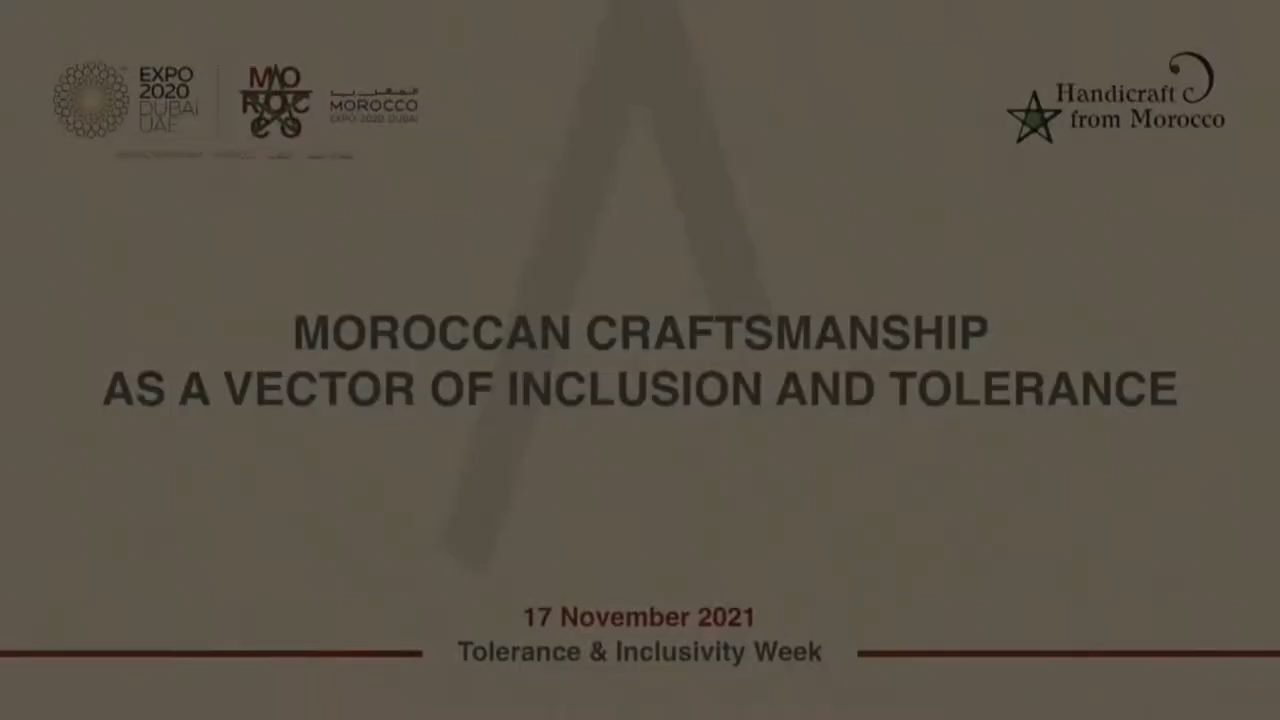 EXPO
2020
DUBAI
UAE
MOROCCO
المغرب
MOROCCO
EXPO 2020 DUBAI
Handicraft
from Morocco
MOROCCAN CRAFTSMANSHIP
AS A VECTOR OF INCLUSION AND TOLERANCE
17 November 2021
Tolerance & Inclusivity Week